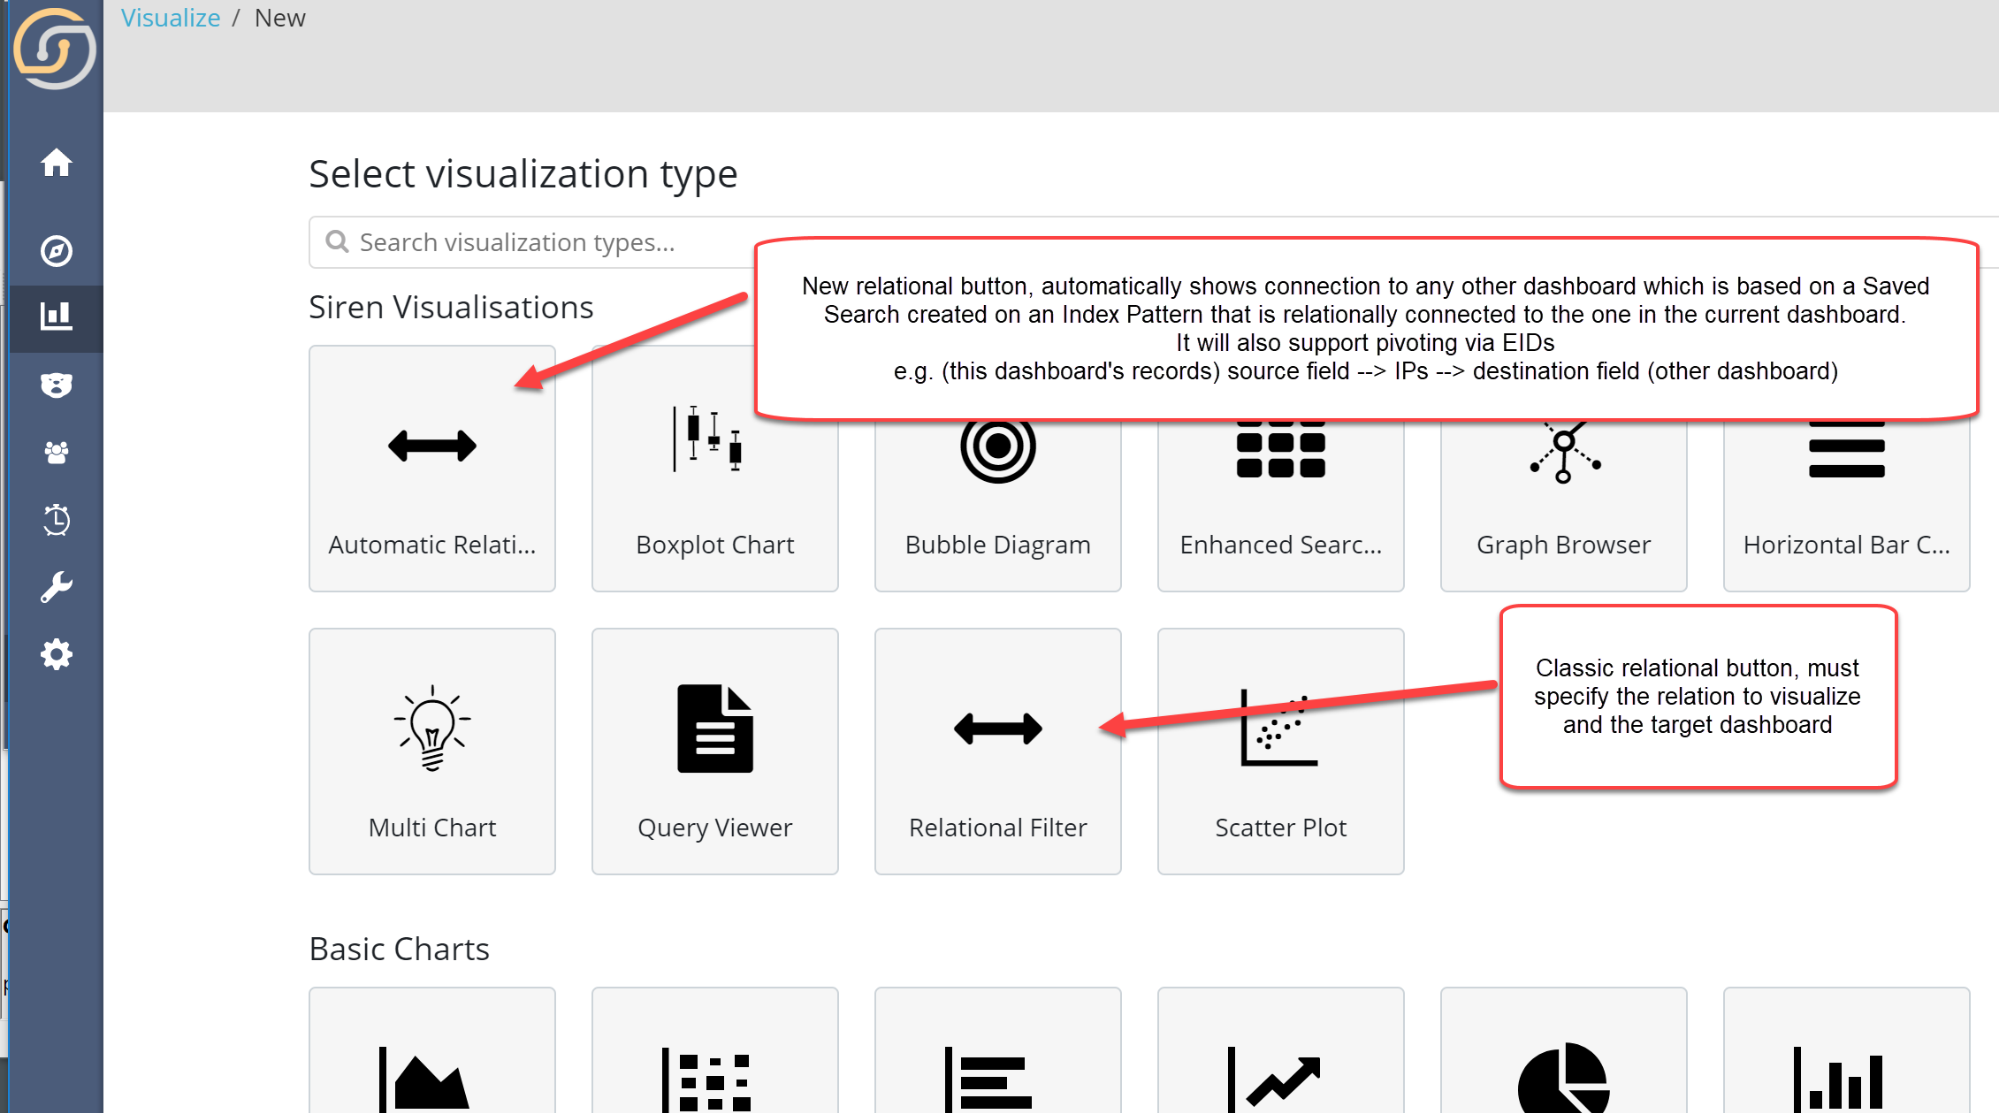 Visualize / New
Select visualization type
Search visualization types...
New relational button, automatically shows connection to any other dashboard which is based on a Saved
Search created on an Index Pattern that is relationally connected to the one in the current dashboard.
It will also support pivoting via EIDs
e.g. (this dashboard's records) source field --> IPs --> destination field (other dashboard)
Siren Visualisations
Automatic Relati...
Boxplot Chart
Bubble Diagram
Enhanced Searc...
Graph Browser
Horizontal Bar C...
Classic relational button, must
specify the relation to visualize
and the target dashboard
Multi Chart
Query Viewer
Relational Filter
Scatter Plot
Basic Charts